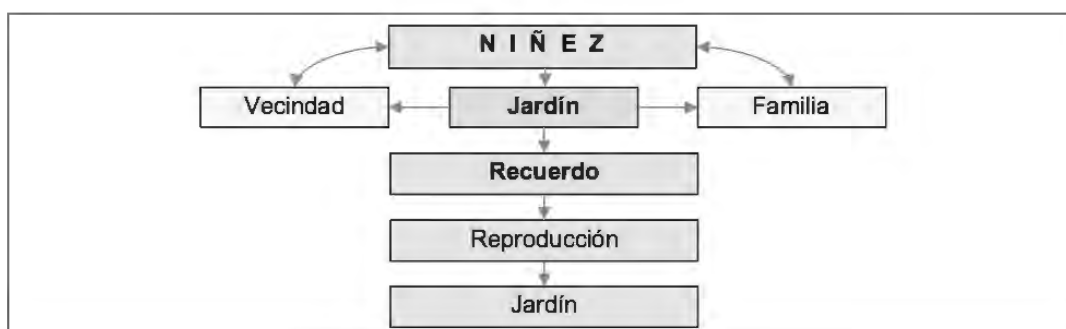 N I Ñ E Z
Vecindad Jardín Familia
Recuerdo
Reproducción
Jardín